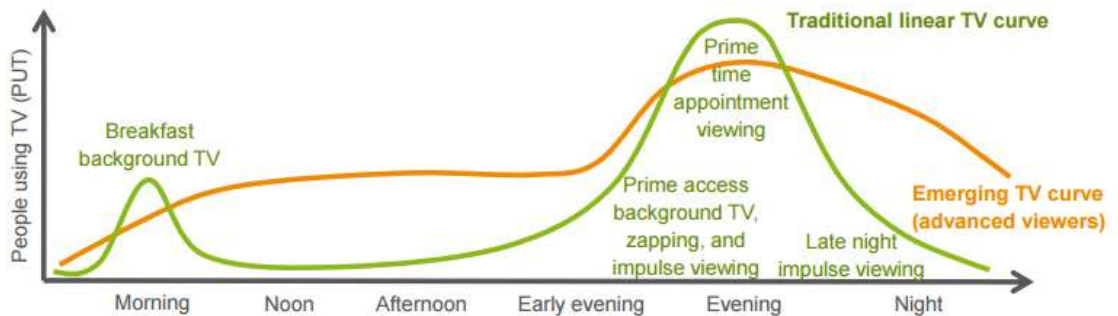 Traditional linear TV curve
People using TV (PUT)
Prime
time
appointment
viewing
Breakfast
background TV
Prime access
background TV,
zapping, and
impulse viewing
Emerging TV curve
(advanced viewers)
Late night
impulse viewing
Morning
Noon
Afternoon
Early evening
Evening
Night